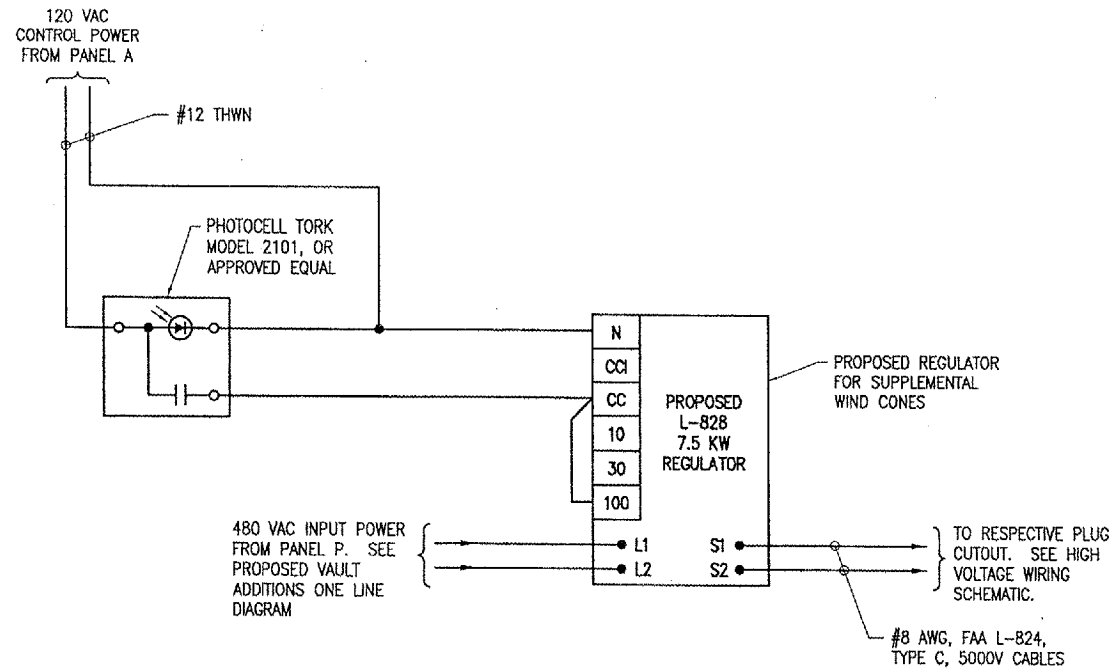 120 VAC
CONTROL POWER
FROM PANEL A
#12 THWN
PHOTOCELL TORK
MODEL 2101, OR
APPROVED EQUAL
N
CCI
CC
10
30
100
PROPOSED
L-828
7.5 KW
REGULATOR
PROPOSED REGULATOR
FOR SUPPLEMENTAL
WIND CONES
480 VAC INPUT POWER
FROM PANEL P. SEE
PROPOSED VAULT
ADDITIONS ONE LINE
DIAGRAM
L1
L2
S1
S2
TO RESPECTIVE PLUG
CUTOUT. SEE HIGH
VOLTAGE WIRING
SCHEMATIC.
#8 AWG, FAA L-824,
TYPE C, 5000V CABLES